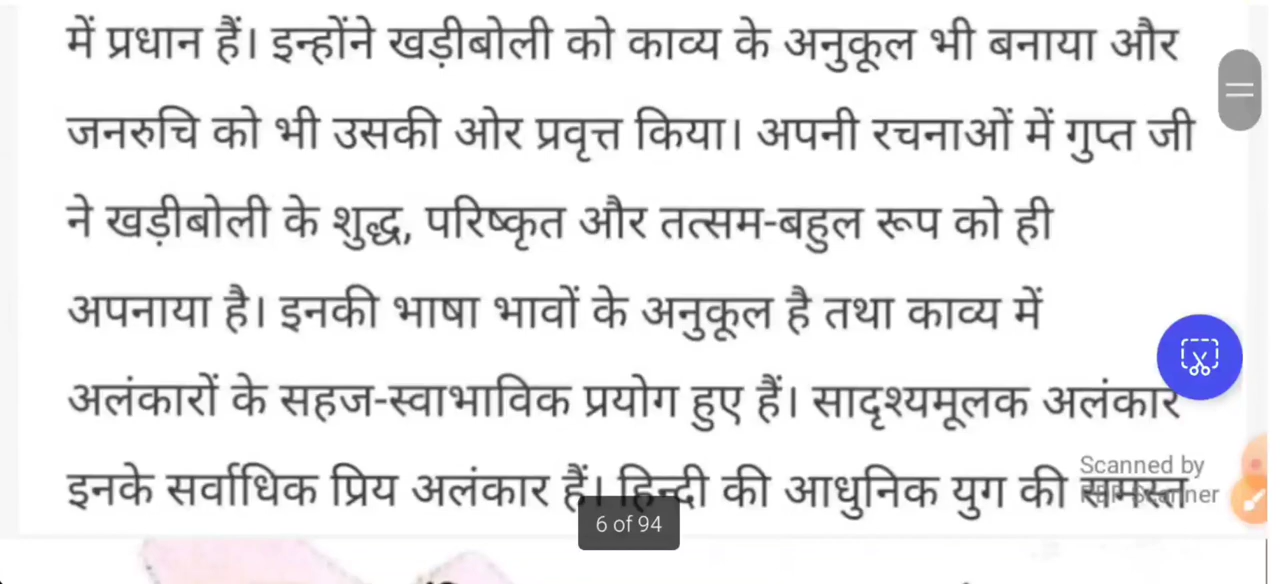 में प्रधान हैं। इन्होंने खड़ीबोली को काव्य के अनुकूल भी बनाया और
जनरुचि को भी उसकी ओर प्रवृत्त किया। अपनी रचनाओं में गुप्त जी
ने खड़ीबोली के शुद्ध, परिष्कृत और तत्सम-बहुल रूप को ही
अपनाया है। इनकी भाषा भावों के अनुकूल है तथा काव्य में
अलंकारों के सहज-स्वाभाविक प्रयोग हुए हैं। सादृश्यमूलक अलंकार
इनके सर्वाधिक प्रिय अलंकार हैं। हिन्दी की आधुनिक युग की समस्त
Scanned by
6 of 94